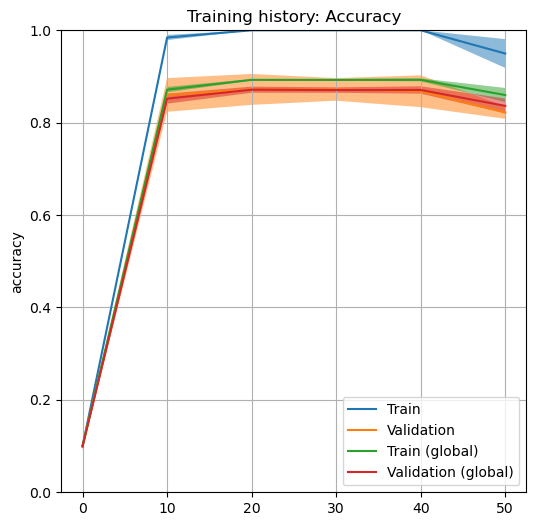 Training history: Accuracy
accuracy
1.0
0.8
0.6
0.4
0.2
0.0
0 10 20 30 40 50
Train
Validation
Train (global)
Validation (global)